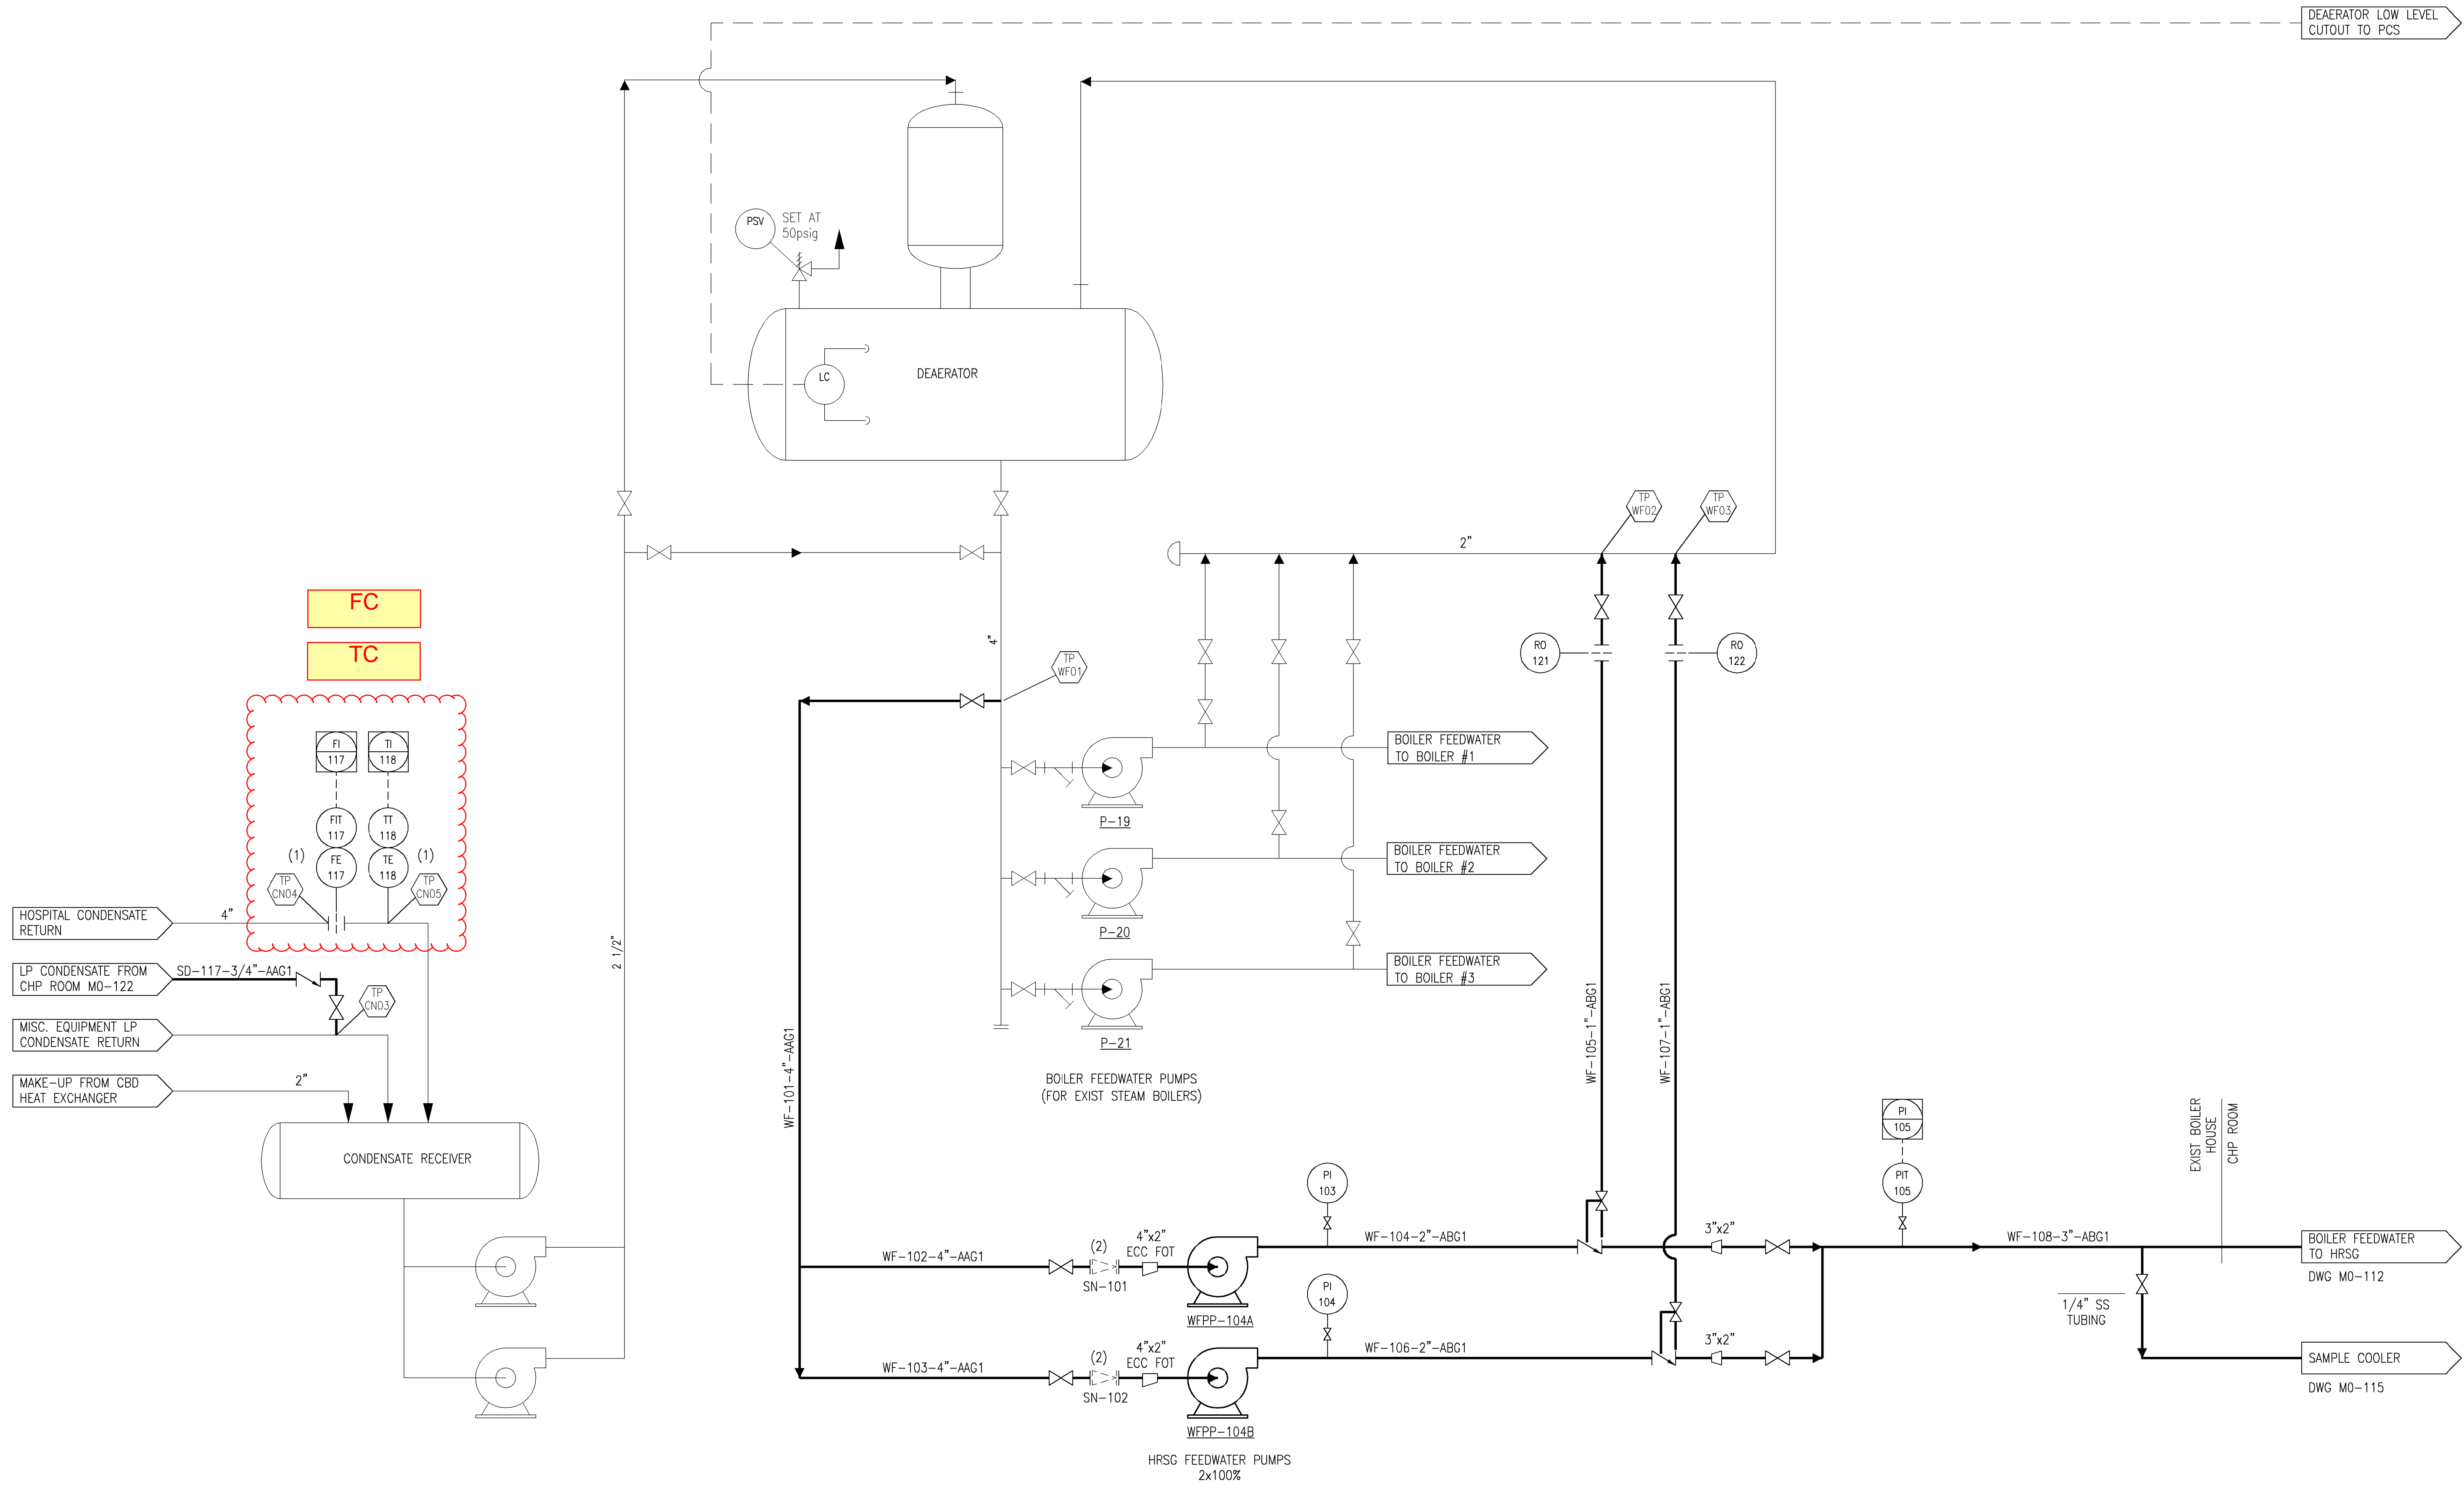 DEAERATOR LOW LEVEL
CUTOUT TO PCS
PSV
SET AT
50psig
LC
DEAERATOR
TP
WF02
TP
WF03
2"
FC
TC
4"
TP
WF01
RO
121
RO
122
FI
117
TI
118
FIT
117
TT
118
(1)
FE
117
TE
118
(1)
TP
CN04
TP
CN05
HOSPITAL CONDENSATE
RETURN
4"
LP CONDENSATE FROM
CHP ROOM M0-122
SD-117-3/4"-AAG1
TP
CN03
MISC. EQUIPMENT LP
CONDENSATE RETURN
MAKE-UP FROM CBD
HEAT EXCHANGER
2"
CONDENSATE RECEIVER
2 1/2"
BOILER FEEDWATER
TO BOILER #1
P-19
BOILER FEEDWATER
TO BOILER #2
P-20
BOILER FEEDWATER
TO BOILER #3
P-21
BOILER FEEDWATER PUMPS
(FOR EXIST STEAM BOILERS)
WF-101-4"-AAG1
WF-105-1"-ABG1
WF-107-1"-ABG1
PI
105
PIT
105
EXIST BOILER
HOUSE
CHP ROOM
PI
103
WF-102-4"-AAG1
(2)
SN-101
4"x2"
ECC FOT
WFPP-104A
WF-104-2"-ABG1
3"x2"
WF-108-3"-ABG1
BOILER FEEDWATER
TO HRSG
DWG M0-112
PI
104
WF-103-4"-AAG1
(2)
SN-102
4"x2"
ECC FOT
WFPP-104B
WF-106-2"-ABG1
3"x2"
1/4" SS
TUBING
SAMPLE COOLER
DWG M0-115
HRSG FEEDWATER PUMPS
2x100%